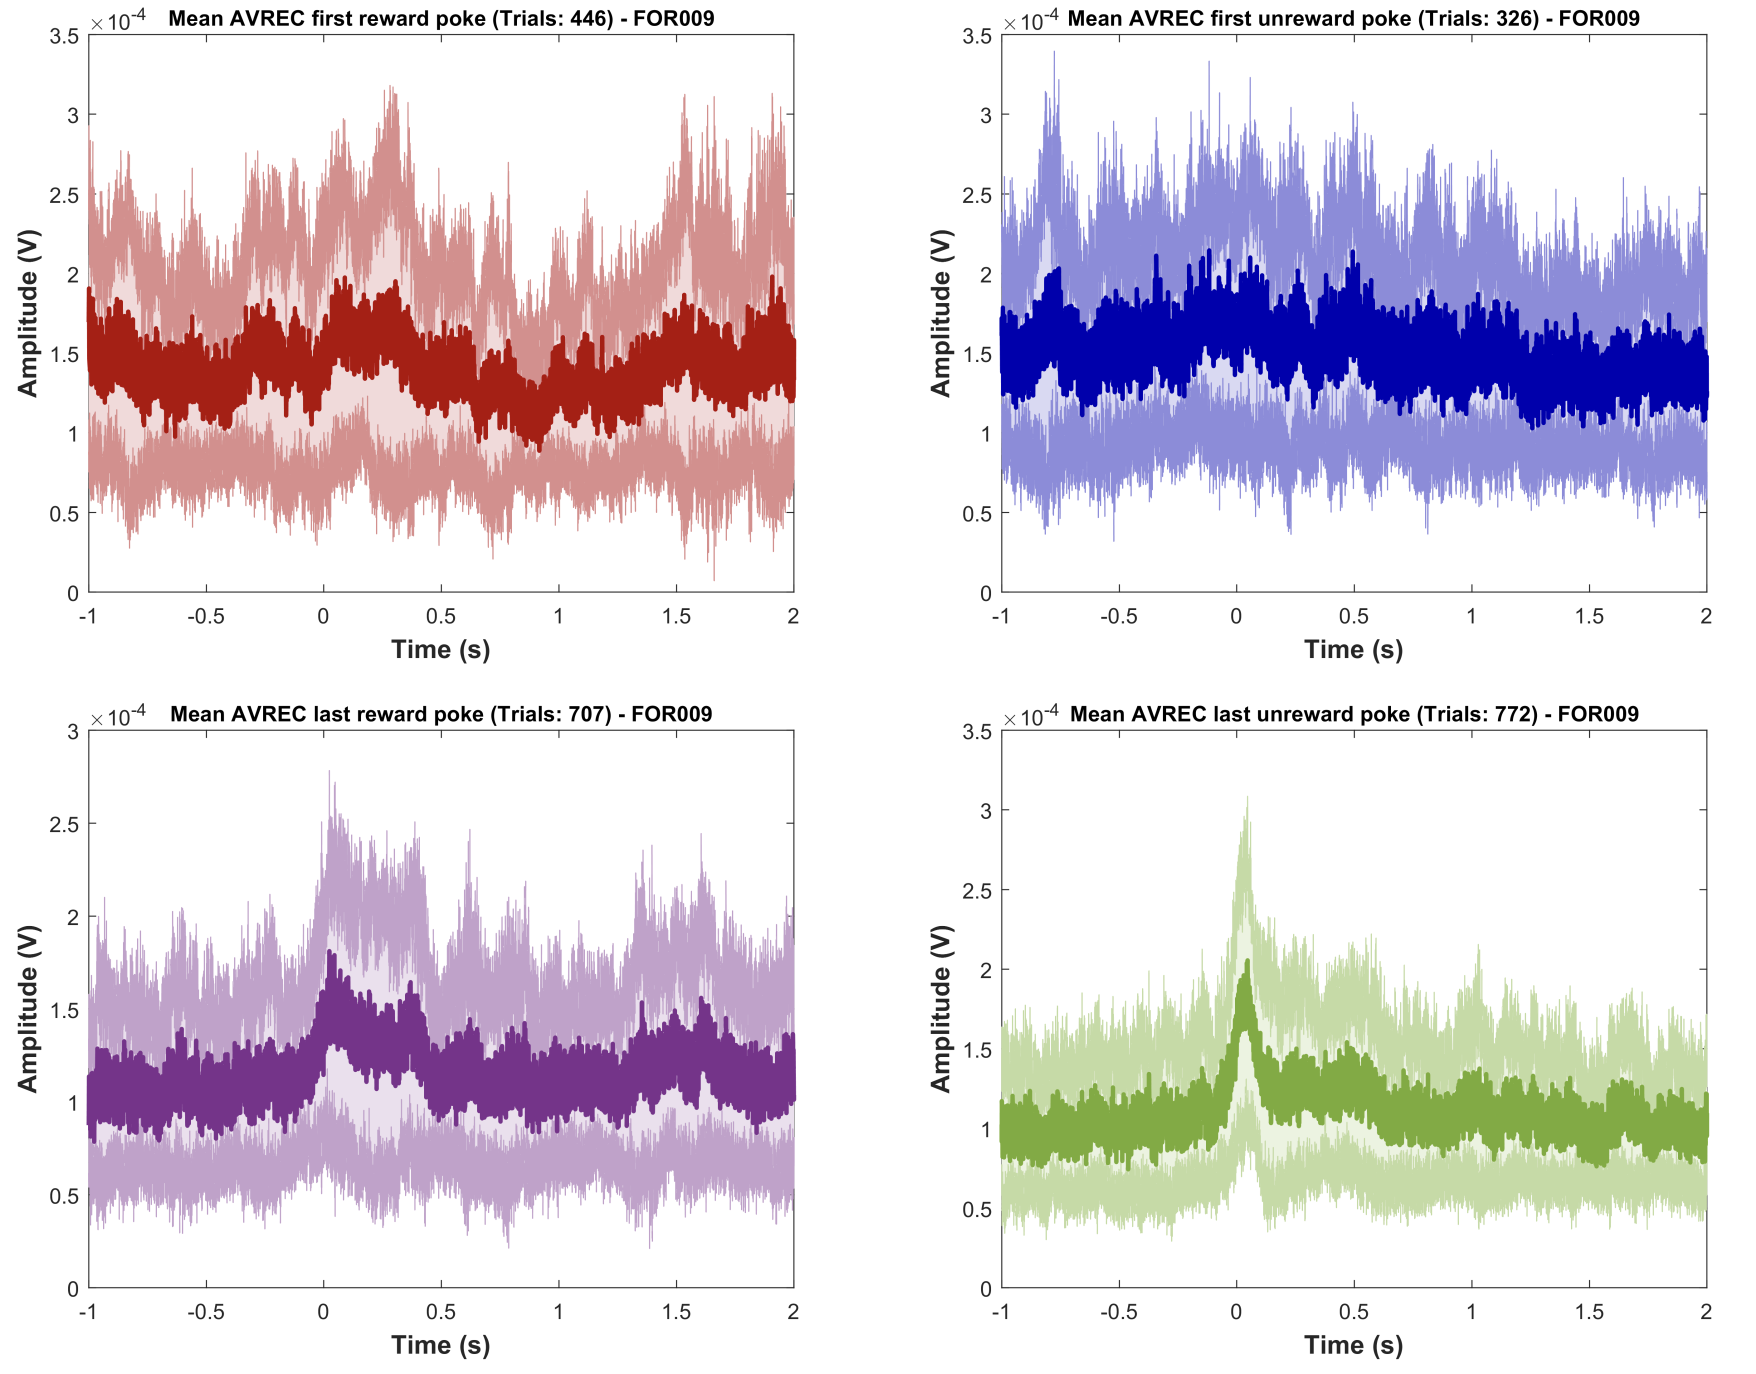 Mean AVREC first reward poke (Trials: 446) - FOR009
×10-4
3.5
3
2.5
2
1.5
1
0.5
0
Amplitude (V)
-1 -0.5 0 0.5 1 1.5 2
Time (s)
Mean AVREC first unreward poke (Trials: 326) - FOR009
×10-4
3.5
3
2.5
2
1.5
1
0.5
0
Amplitude (V)
-1 -0.5 0 0.5 1 1.5 2
Time (s)
Mean AVREC last reward poke (Trials: 707) - FOR009
×10-4
3
2.5
2
1.5
1
0.5
0
Amplitude (V)
-1 -0.5 0 0.5 1 1.5 2
Time (s)
Mean AVREC last unreward poke (Trials: 772) - FOR009
×10-4
3.5
3
2.5
2
1.5
1
0.5
0
Amplitude (V)
-1 -0.5 0 0.5 1 1.5 2
Time (s)